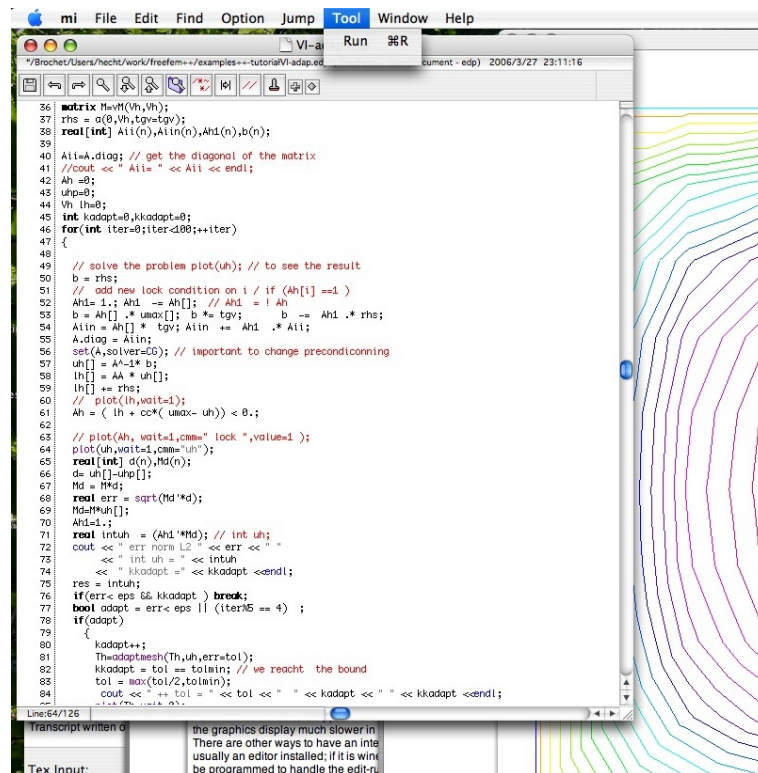 mi File Edit Find Option Jump Tool Window Help
Run ⌘R
VI-a
"/Brochet/Users/hecht/work/freefem++/examples++-tutorialVI-adap.ed cument - edp) 2006/3/27 23:11:16
36 matrix M=vM(Vh,Vh);
37 rhs = a(0,Vh,tgv=tgv);
38 real[int] Aii(n),Aiin(n),Ah1(n),b(n);
39
40 Aii=A.diag; // get the diagonal of the matrix
41 //cout << " Aii= " << Aii << endl;
42 Ah =0;
43 uhp=0;
44 Vh lh=0;
45 int kadapt=0,kkadapt=0;
46 for(int iter=0;iter<100;++iter)
47 {
48
49 // solve the problem plot(uh); // to see the result
50 b = rhs;
51 // add new lock condition on i / if (Ah[i] ==1 )
52 Ah1= 1.; Ah1 -= Ah[]; // Ah1 = ! Ah
53 b = Ah[] .* umax[]; b *= tgv; b -= Ah1 .* rhs;
54 Aiin = Ah[] * tgv; Aiin += Ah1 .* Aii;
55 A.diag = Aiin;
56 set(A,solver=CG); // important to change precondiconning
57 uh[] = A^-1* b;
58 lh[] = AA * uh[];
59 lh[] += rhs;
60 // plot(lh,wait=1);
61 Ah = ( lh + cc*( umax- uh)) < 0.;
62
63 // plot(Ah, wait=1,cmm=" lock ",value=1 );
64 plot(uh,wait=1,cmm="uh");
65 real[int] d(n),Md(n);
66 d= uh[]-uhp[];
67 Md = M*d;
68 real err = sqrt(Md'*d);
69 Md=M*uh[];
70 Ah1=1.;
71 real intuh = (Ah1'*Md); // int uh;
72 cout << " err norm L2 " << err << " "
73 << " int uh = " << intuh
74 << " kkadapt =" << kkadapt <<endl;
75 res = intuh;
76 if(err< eps && kkadapt ) break;
77 bool adapt = err< eps || (iter%5 == 4) ;
78 if(adapt)
79 {
80 kadapt++;
81 Th=adaptmesh(Th,uh,err=tol);
82 kkadapt = tol == tolmin; // we reacht the bound
83 tol = max(tol/2,tolmin);
84 cout << " ++ tol = " << tol << " " << kadapt << " " << kkadapt <<endl;
Line:64/126
Transcript written o
Tex Input:
the graphics display much slower in
There are other ways to have an inte
usually an editor installed; if it is wine
be programmed to handle the edit-ru